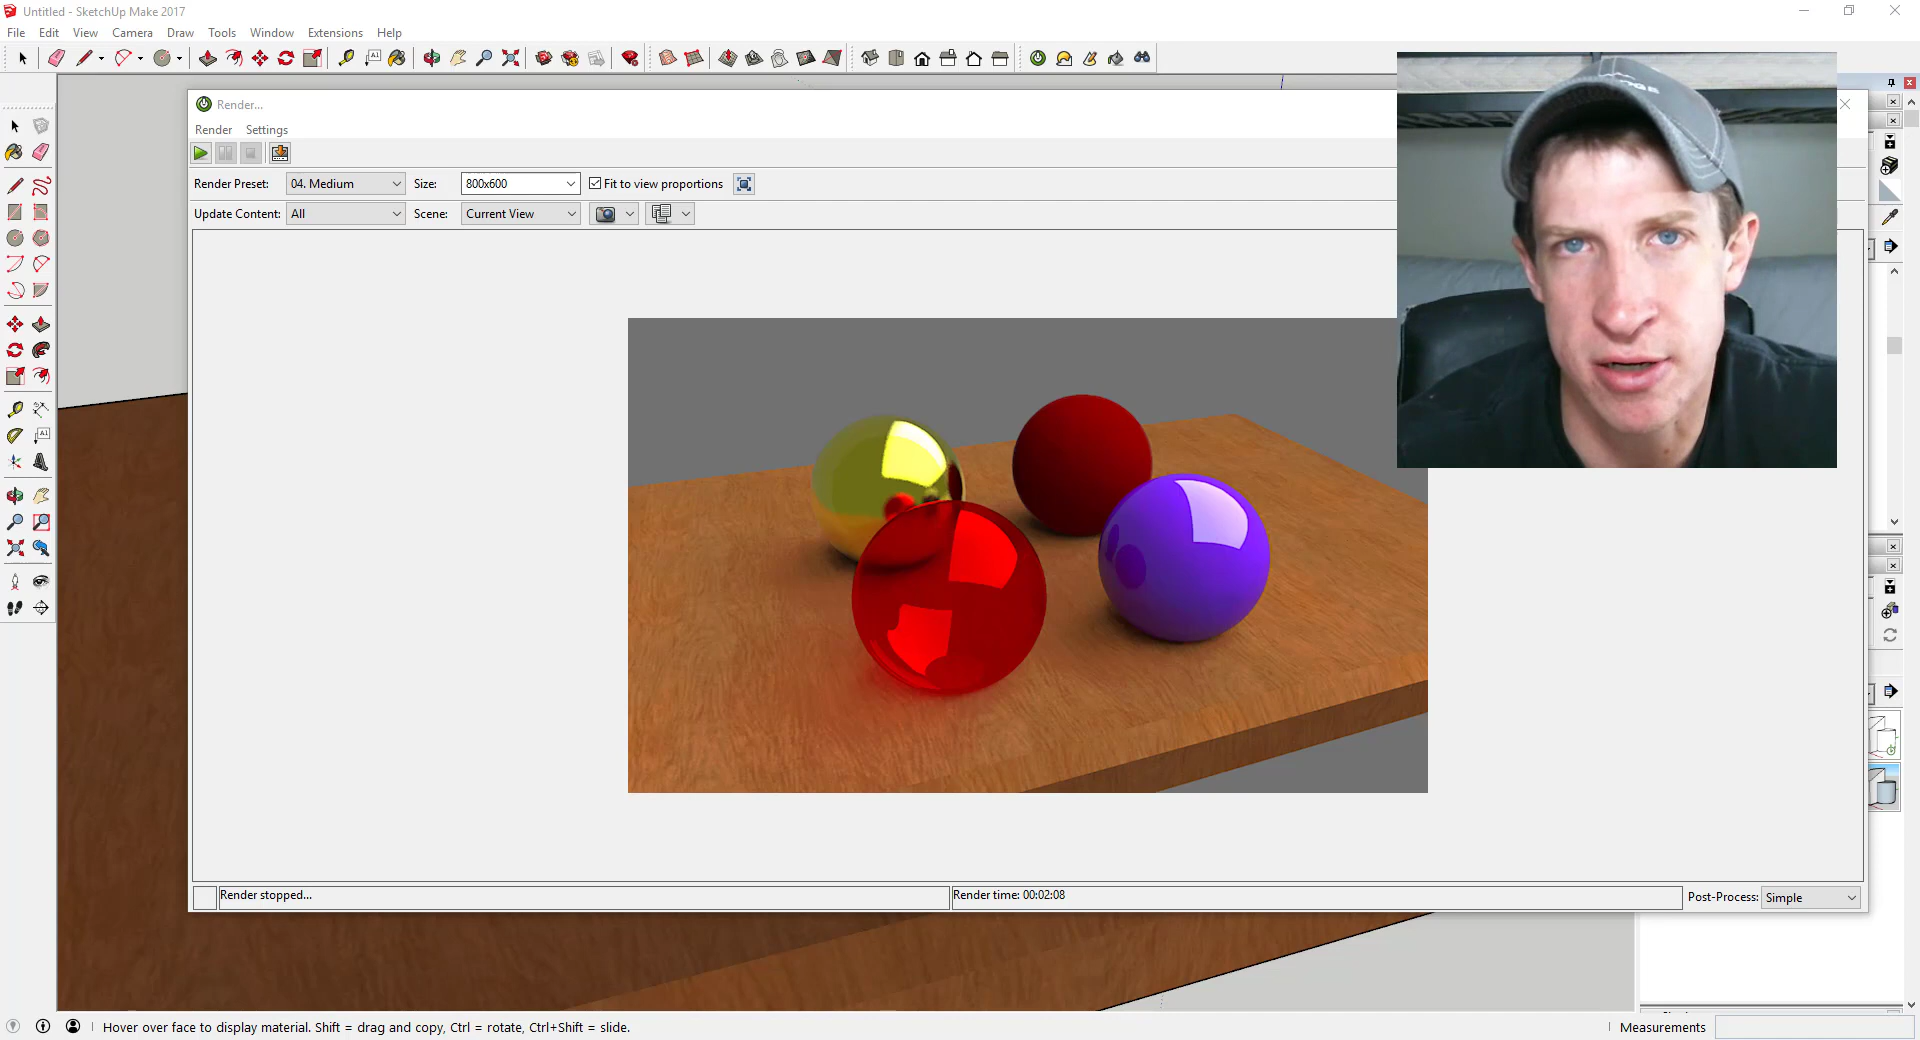 Untitled - SketchUp Make 2017
File Edit View Camera Draw Tools Window Extensions Help
Render...
Render Settings
Render Preset: 04. Medium Size: 800x600 Fit to view proportions
Update Content: All Scene: Current View
Render stopped... Render time: 00:02:08 Post-Process: Simple
Hover over face to display material. Shift = drag and copy, Ctrl = rotate, Ctrl+Shift = slide. Measurements